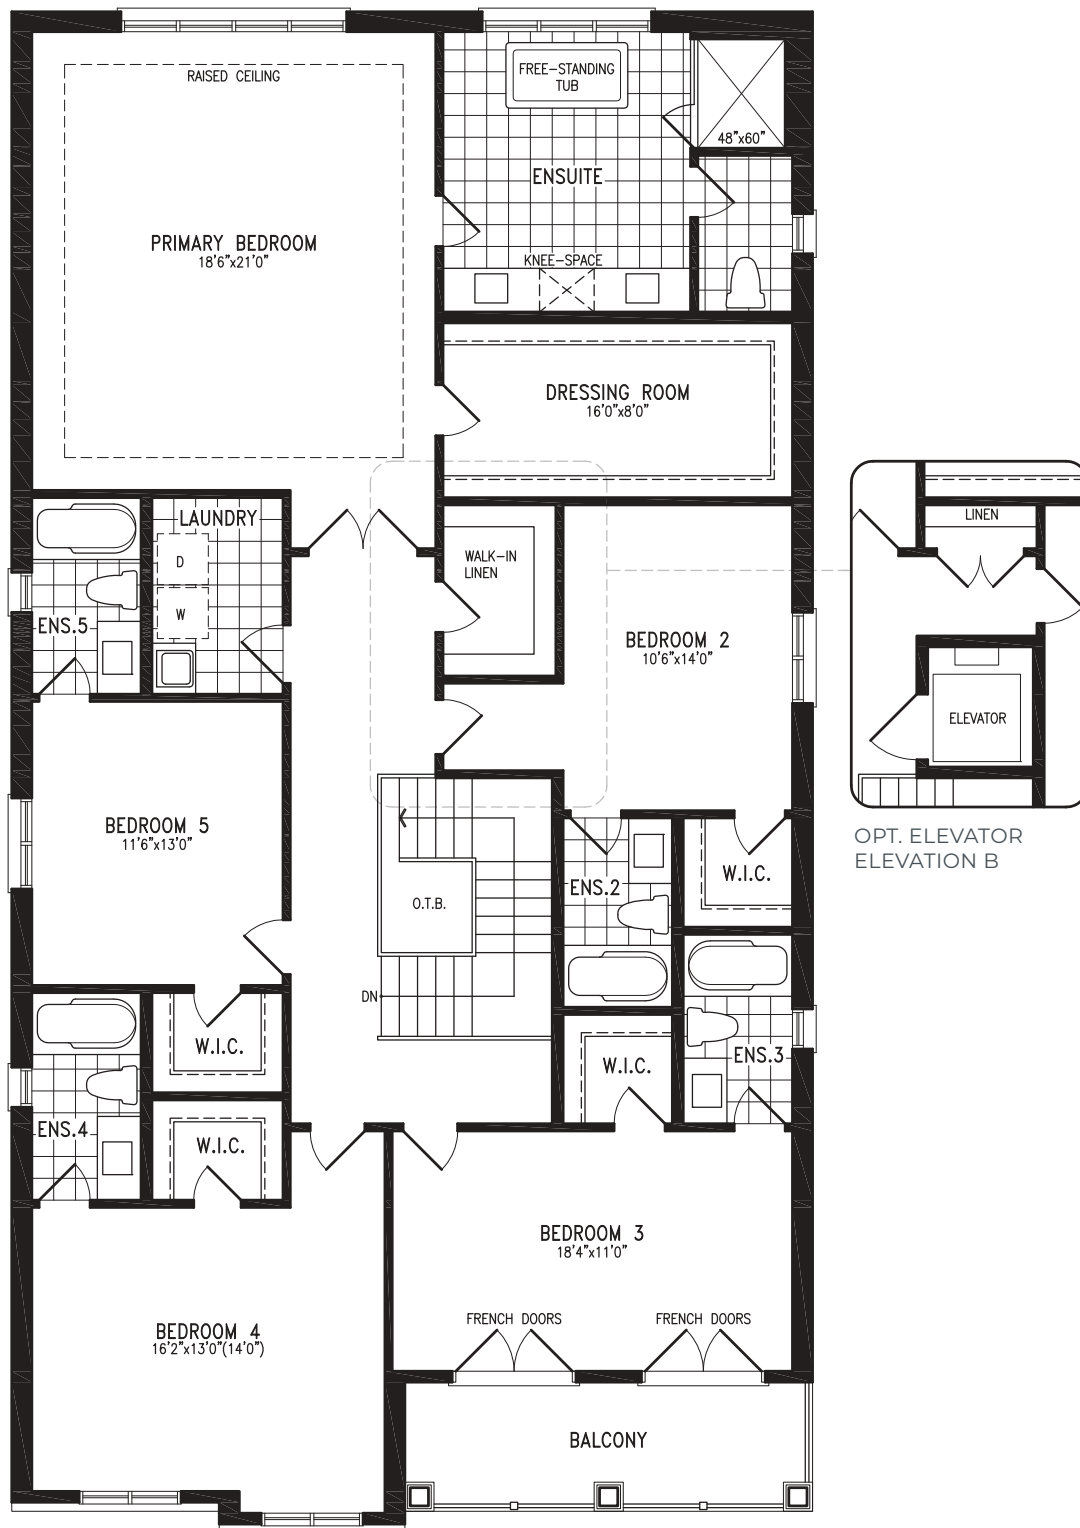 RAISED CEILING
FREE-STANDING
TUB
48"x60"
ENSUITE
PRIMARY BEDROOM
18'6"x21'0"
KNEE-SPACE
DRESSING ROOM
16'0"x8'0"
LAUNDRY
D
W
ENS.5
WALK-IN
LINEN
BEDROOM 2
10'6"x14'0"
LINEN
ELEVATOR
OPT. ELEVATOR
ELEVATION B
BEDROOM 5
11'6"x13'0"
O.T.B.
ENS.2
W.I.C.
DN
W.I.C.
W.I.C.
ENS.3
ENS.4
W.I.C.
BEDROOM 3
18'4"x11'0"
FRENCH DOORS
FRENCH DOORS
BEDROOM 4
16'2"x13'0"(14'0")
BALCONY